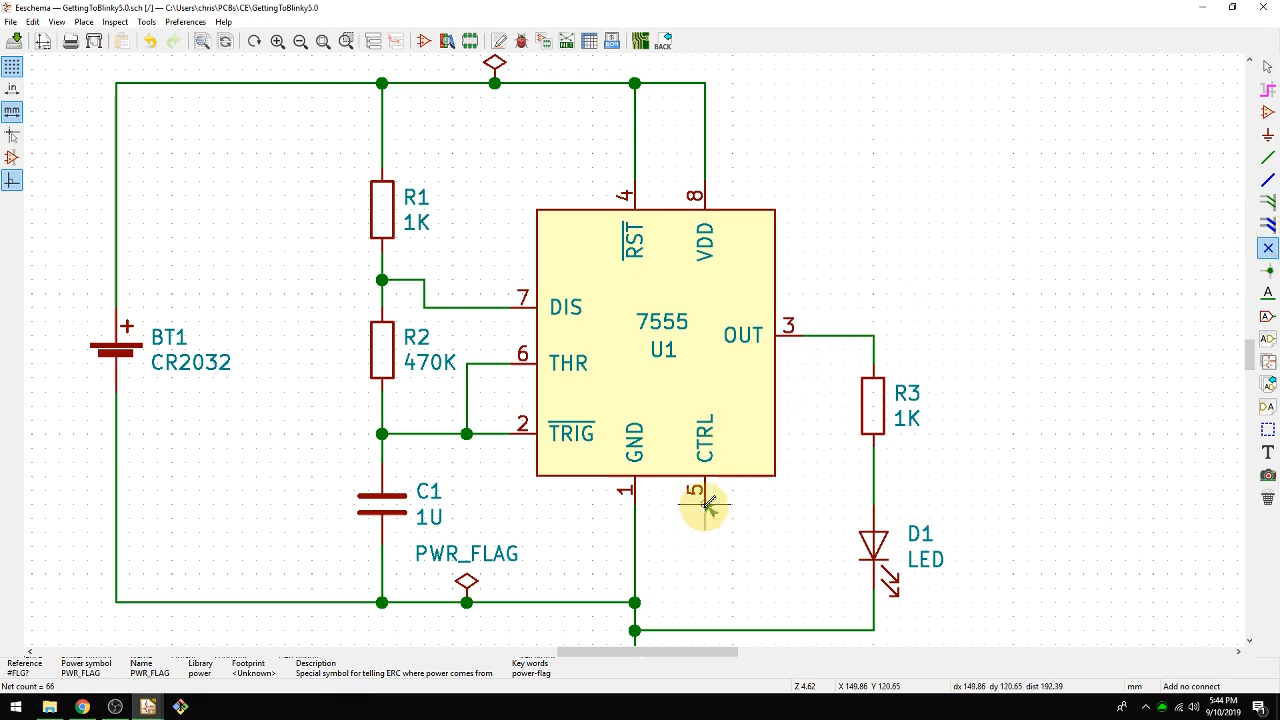 Eeschema — GettingToBlinky5.0.sch [/] — C:\Users\chris\PCBs\CE\GettingToBlinky5.0
File Edit View Place Inspect Tools Preferences Help
BOM
NET
BACK
in
mm
A
T
R1
1K
4
8
RST
VDD
7
DIS
7555
U1
OUT
3
BT1
CR2032
+
R2
470K
6
THR
2
TRIG
GND
CTRL
1
5
R3
1K
C1
1U
PWR_FLAG
D1
LED
Reference Power symbol Name Library Footprint Description Key words
#FLG? PWR_FLAG PWR_FLAG power <Unknown> Special symbol for telling ERC where power comes from power-flag
Net count = 66 Z 4.62 X 149.86 Y 120.65 dx 149.86 dy 120.65 dist 192.39 mm Add no connect
5:44 PM
9/10/2019